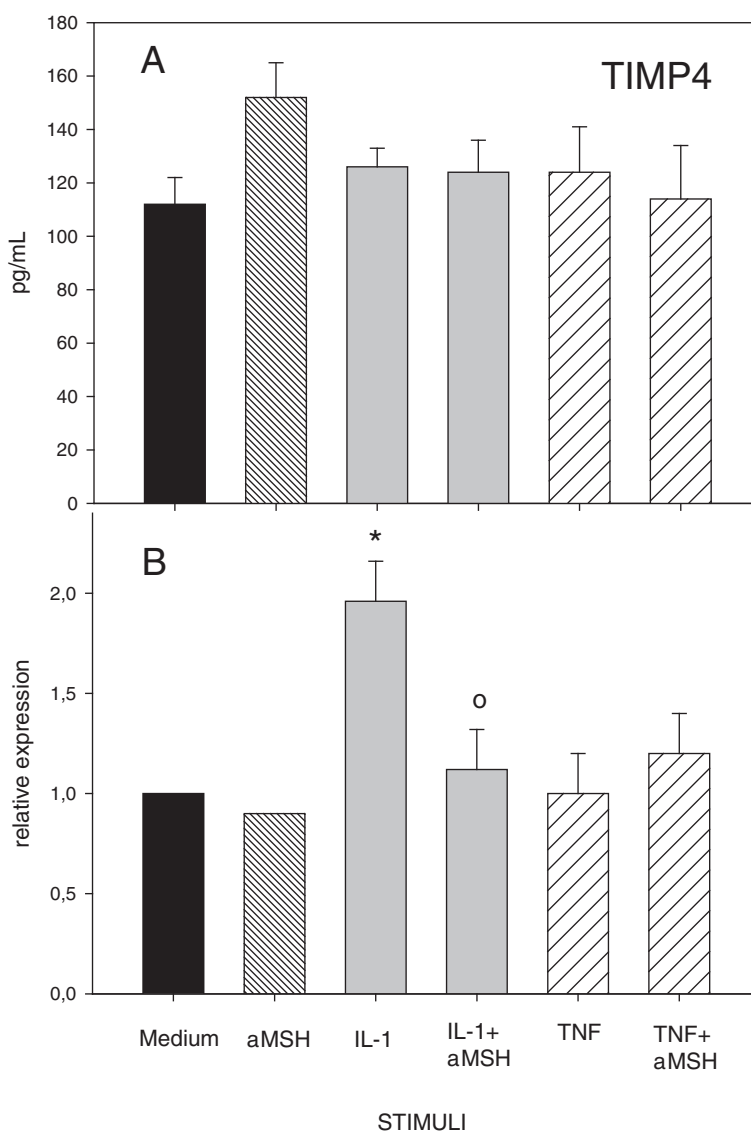 180
A
TIMP4
160
140
120
100
80
60
40
20
0
pg/mL
B
*
o
2,0
1,5
1,0
0,5
0,0
relative expression
Medium
aMSH
IL-1
IL-1+
aMSH
TNF
TNF+
aMSH
STIMULI